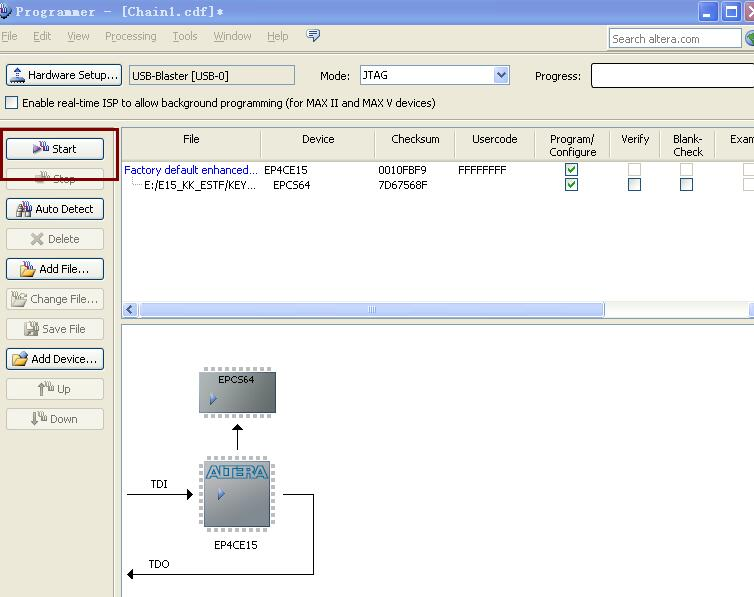 Programmer - [Chain1.cdf]*
File Edit View Processing Tools Window Help Search altera.com
Hardware Setup... USB-Blaster [USB-0] Mode: JTAG Progress:
Enable real-time ISP to allow background programming (for MAX II and MAX V devices)
Start
Stop
Auto Detect
Delete
Add File...
Change File...
Save File
Add Device...
Up
Down
File Device Checksum Usercode Program/ Verify Blank- Exam
Configure Check
Factory default enhanced... EP4CE15 0010FBF9 FFFFFFFF
E:/E15_KK_ESTF/KEY... EPCS64 7D67568F
EPCS64
ALTERA
TDI
EP4CE15
TDO